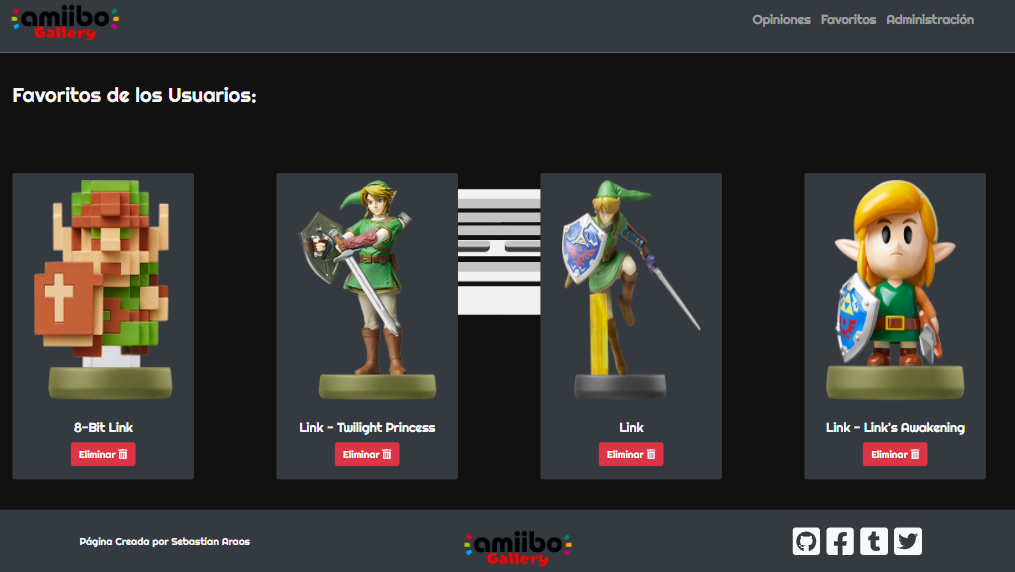 amiibo
Gallery
Opiniones Favoritos Administración
Favoritos de los Usuarios:
8-Bit Link
Eliminar
Link - Twilight Princess
Eliminar
Link
Eliminar
Link - Link's Awakening
Eliminar
Página Creada por Sebastian Araos
amiibo
Gallery